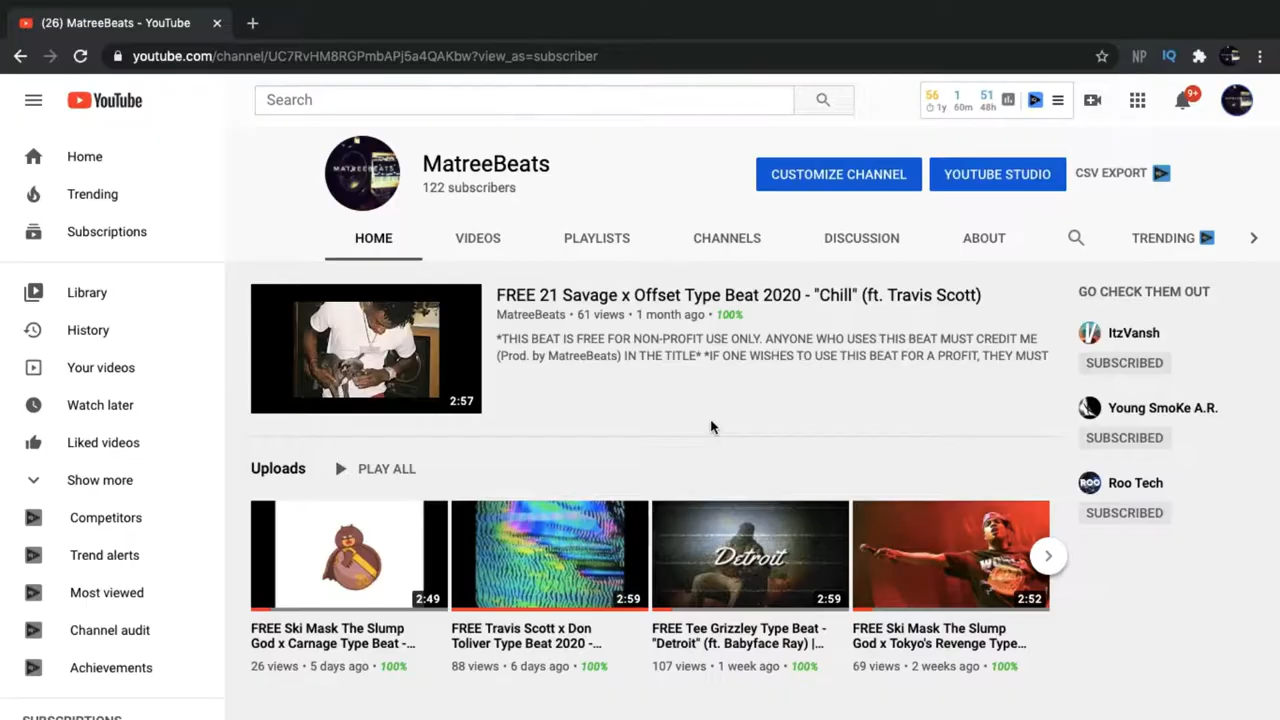 (26) MatreeBeats - YouTube
youtube.com/channel/UC7RvHM8RGPmbAPj5a4QAKbw?view_as=subscriber
NP
IQ
YouTube
Search
56 1 51
1y 60m 48h
9+
Home
Trending
Subscriptions
Library
History
Your videos
Watch later
Liked videos
Show more
Competitors
Trend alerts
Most viewed
Channel audit
Achievements
SUBSCRIPTIONS
MATREEBEATS
MatreeBeats
122 subscribers
CUSTOMIZE CHANNEL
YOUTUBE STUDIO
CSV EXPORT
HOME
VIDEOS
PLAYLISTS
CHANNELS
DISCUSSION
ABOUT
TRENDING
2:57
FREE 21 Savage x Offset Type Beat 2020 - "Chill" (ft. Travis Scott)
MatreeBeats • 61 views • 1 month ago • 100%
*THIS BEAT IS FREE FOR NON-PROFIT USE ONLY. ANYONE WHO USES THIS BEAT MUST CREDIT ME
(Prod. by MatreeBeats) IN THE TITLE* *IF ONE WISHES TO USE THIS BEAT FOR A PROFIT, THEY MUST
GO CHECK THEM OUT
ItzVansh
SUBSCRIBED
Young SmoKe A.R.
SUBSCRIBED
ROO
Roo Tech
SUBSCRIBED
Uploads
PLAY ALL
2:49
FREE Ski Mask The Slump
God x Carnage Type Beat -...
26 views • 5 days ago • 100%
2:59
FREE Travis Scott x Don
Toliver Type Beat 2020 -...
88 views • 6 days ago • 100%
Detroit
2:59
FREE Tee Grizzley Type Beat -
"Detroit" (ft. Babyface Ray) |...
107 views • 1 week ago • 100%
2:52
FREE Ski Mask The Slump
God x Tokyo's Revenge Type...
69 views • 2 weeks ago • 100%